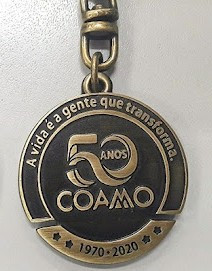 A vida é a gente que transforma.
50 ANOS
COAMO
1970 - 2020